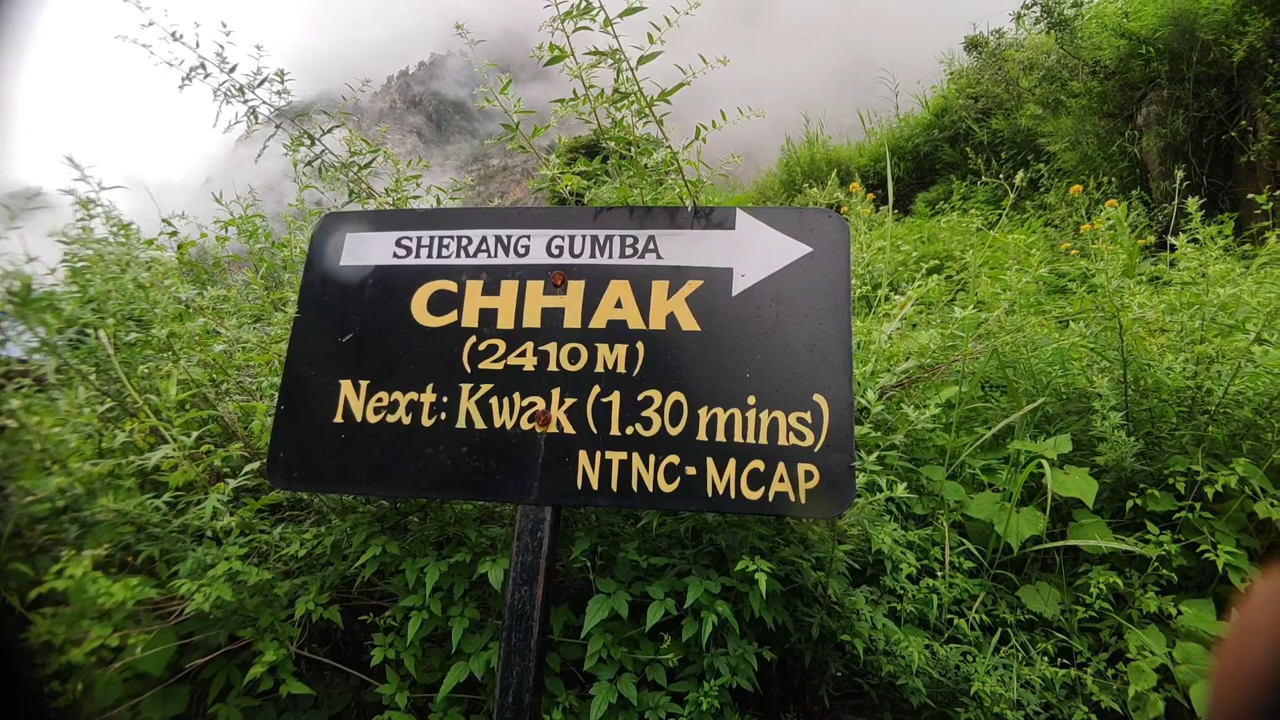 SHERANG GUMBA
CHHAK
(2410 M)
Next: Kwak (1.30 mins)
NTNC-MCAP